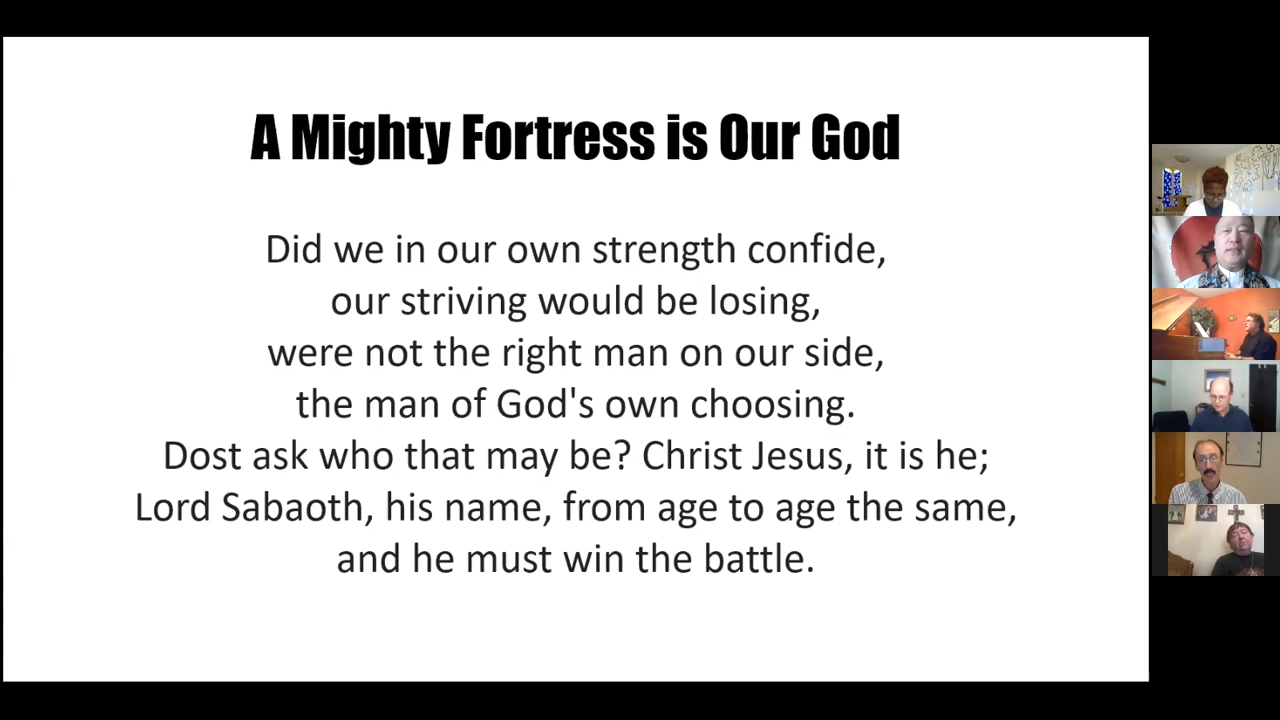 A Mighty Fortress is Our God
Did we in our own strength confide,
our striving would be losing,
were not the right man on our side,
the man of God's own choosing.
Dost ask who that may be? Christ Jesus, it is he;
Lord Sabaoth, his name, from age to age the same,
and he must win the battle.